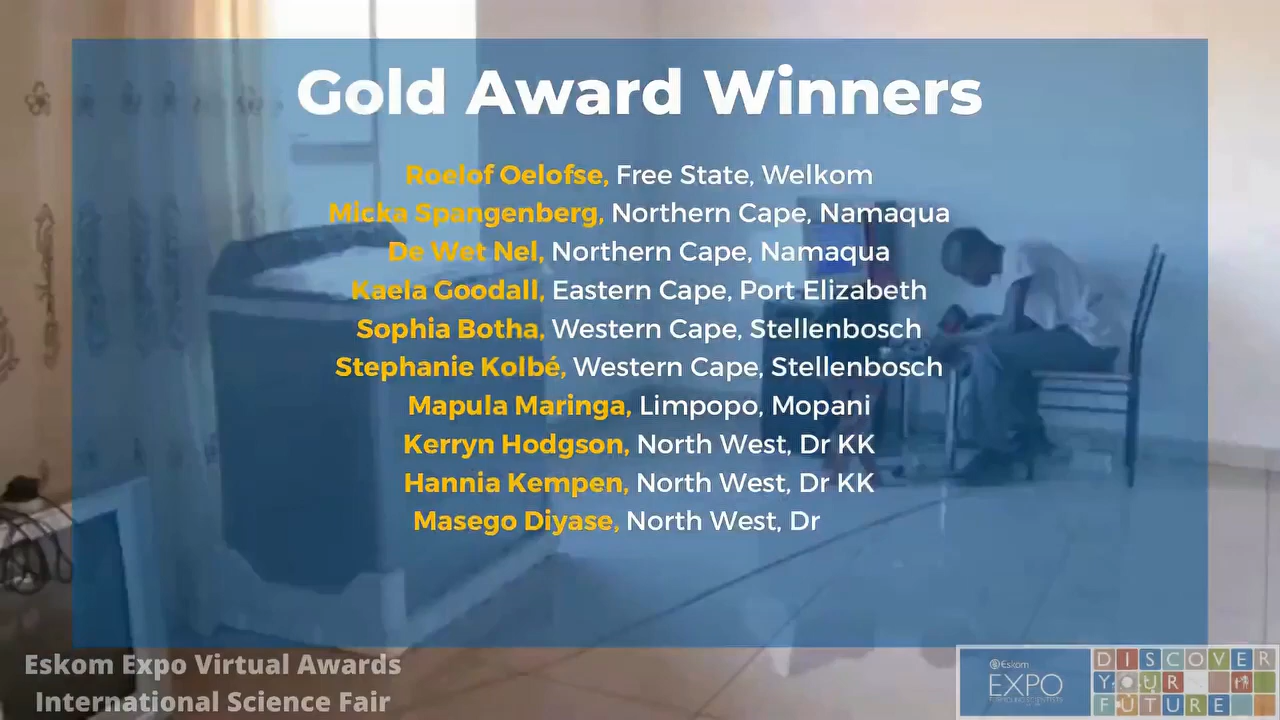 Gold Award Winners
Roelof Oelofse, Free State, Welkom
Micka Spangenberg, Northern Cape, Namaqua
De Wet Nel, Northern Cape, Namaqua
Kaela Goodall, Eastern Cape, Port Elizabeth
Sophia Botha, Western Cape, Stellenbosch
Stephanie Kolbé, Western Cape, Stellenbosch
Mapula Maringa, Limpopo, Mopani
Kerryn Hodgson, North West, Dr KK
Hannia Kempen, North West, Dr KK
Masego Diyase, North West, Dr
Eskom Expo Virtual Awards
International Science Fair
Eskom
EXPO
DISCOVER
YOUR
FUTURE